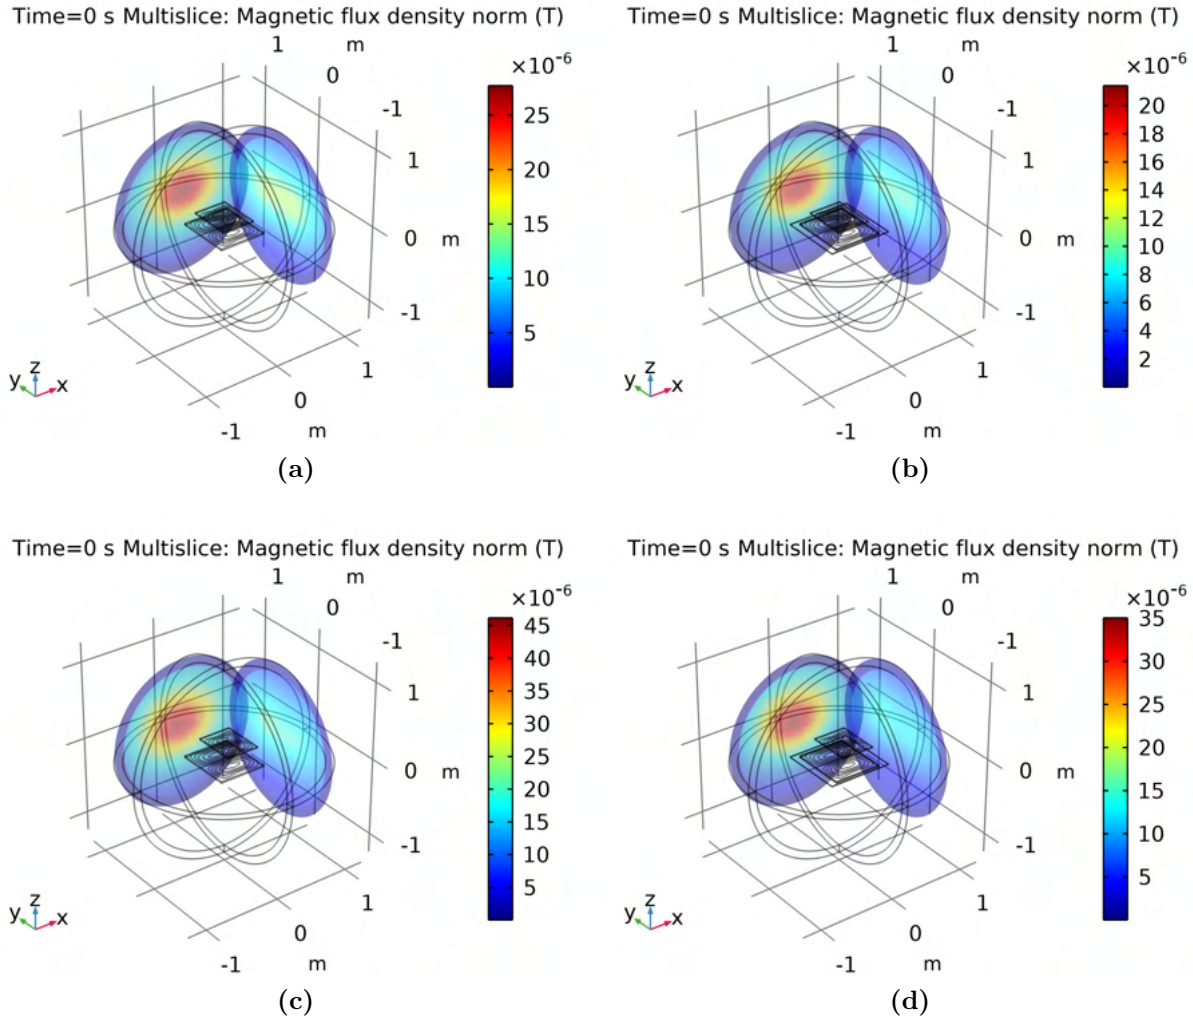 Time=0 s Multislice: Magnetic flux density norm (T)
1 m
0
-1
1
0 m
-1
1
0
-1 m
×10⁻⁶
25
20
15
10
5
z
y x
(a)
Time=0 s Multislice: Magnetic flux density norm (T)
1 m
0
-1
1
0 m
-1
1
0
-1 m
×10⁻⁶
20
18
16
14
12
10
8
6
4
2
z
y x
(b)
Time=0 s Multislice: Magnetic flux density norm (T)
1 m
0
-1
1
0 m
-1
1
0
-1 m
×10⁻⁶
45
40
35
30
25
20
15
10
5
z
y x
(c)
Time=0 s Multislice: Magnetic flux density norm (T)
1 m
0
-1
1
0 m
-1
1
0
-1 m
×10⁻⁶
35
30
25
20
15
10
5
z
y x
(d)